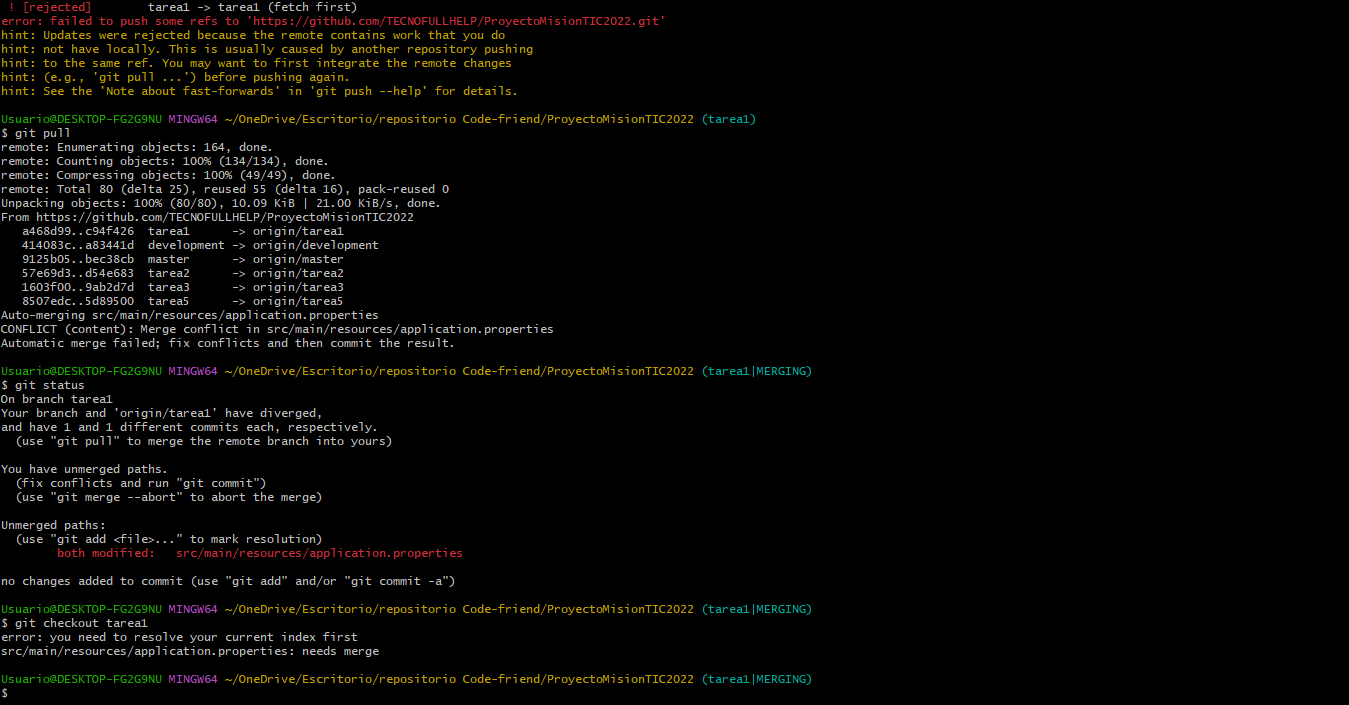 ! [rejected]        tarea1 -> tarea1 (fetch first)
error: failed to push some refs to 'https://github.com/TECNOFULLHELP/ProyectoMisionTIC2022.git'
hint: Updates were rejected because the remote contains work that you do
hint: not have locally. This is usually caused by another repository pushing
hint: to the same ref. You may want to first integrate the remote changes
hint: (e.g., 'git pull ...') before pushing again.
hint: See the 'Note about fast-forwards' in 'git push --help' for details.

Usuario@DESKTOP-FG2G9NU MINGW64 ~/OneDrive/Escritorio/repositorio Code-friend/ProyectoMisionTIC2022 (tarea1)
$ git pull
remote: Enumerating objects: 164, done.
remote: Counting objects: 100% (134/134), done.
remote: Compressing objects: 100% (49/49), done.
remote: Total 80 (delta 25), reused 55 (delta 16), pack-reused 0
Unpacking objects: 100% (80/80), 10.09 KiB | 21.00 KiB/s, done.
From https://github.com/TECNOFULLHELP/ProyectoMisionTIC2022
   a468d99..c94f426  tarea1      -> origin/tarea1
   414083c..a83441d  development -> origin/development
   9125b05..bec38cb  master      -> origin/master
   57e69d3..d54e683  tarea2      -> origin/tarea2
   1603f00..9ab2d7d  tarea3      -> origin/tarea3
   8507edc..5d89500  tarea5      -> origin/tarea5
Auto-merging src/main/resources/application.properties
CONFLICT (content): Merge conflict in src/main/resources/application.properties
Automatic merge failed; fix conflicts and then commit the result.

Usuario@DESKTOP-FG2G9NU MINGW64 ~/OneDrive/Escritorio/repositorio Code-friend/ProyectoMisionTIC2022 (tarea1|MERGING)
$ git status
On branch tarea1
Your branch and 'origin/tarea1' have diverged,
and have 1 and 1 different commits each, respectively.
  (use "git pull" to merge the remote branch into yours)

You have unmerged paths.
  (fix conflicts and run "git commit")
  (use "git merge --abort" to abort the merge)

Unmerged paths:
  (use "git add <file>..." to mark resolution)
        both modified:   src/main/resources/application.properties

no changes added to commit (use "git add" and/or "git commit -a")

Usuario@DESKTOP-FG2G9NU MINGW64 ~/OneDrive/Escritorio/repositorio Code-friend/ProyectoMisionTIC2022 (tarea1|MERGING)
$ git checkout tarea1
error: you need to resolve your current index first
src/main/resources/application.properties: needs merge

Usuario@DESKTOP-FG2G9NU MINGW64 ~/OneDrive/Escritorio/repositorio Code-friend/ProyectoMisionTIC2022 (tarea1|MERGING)
$